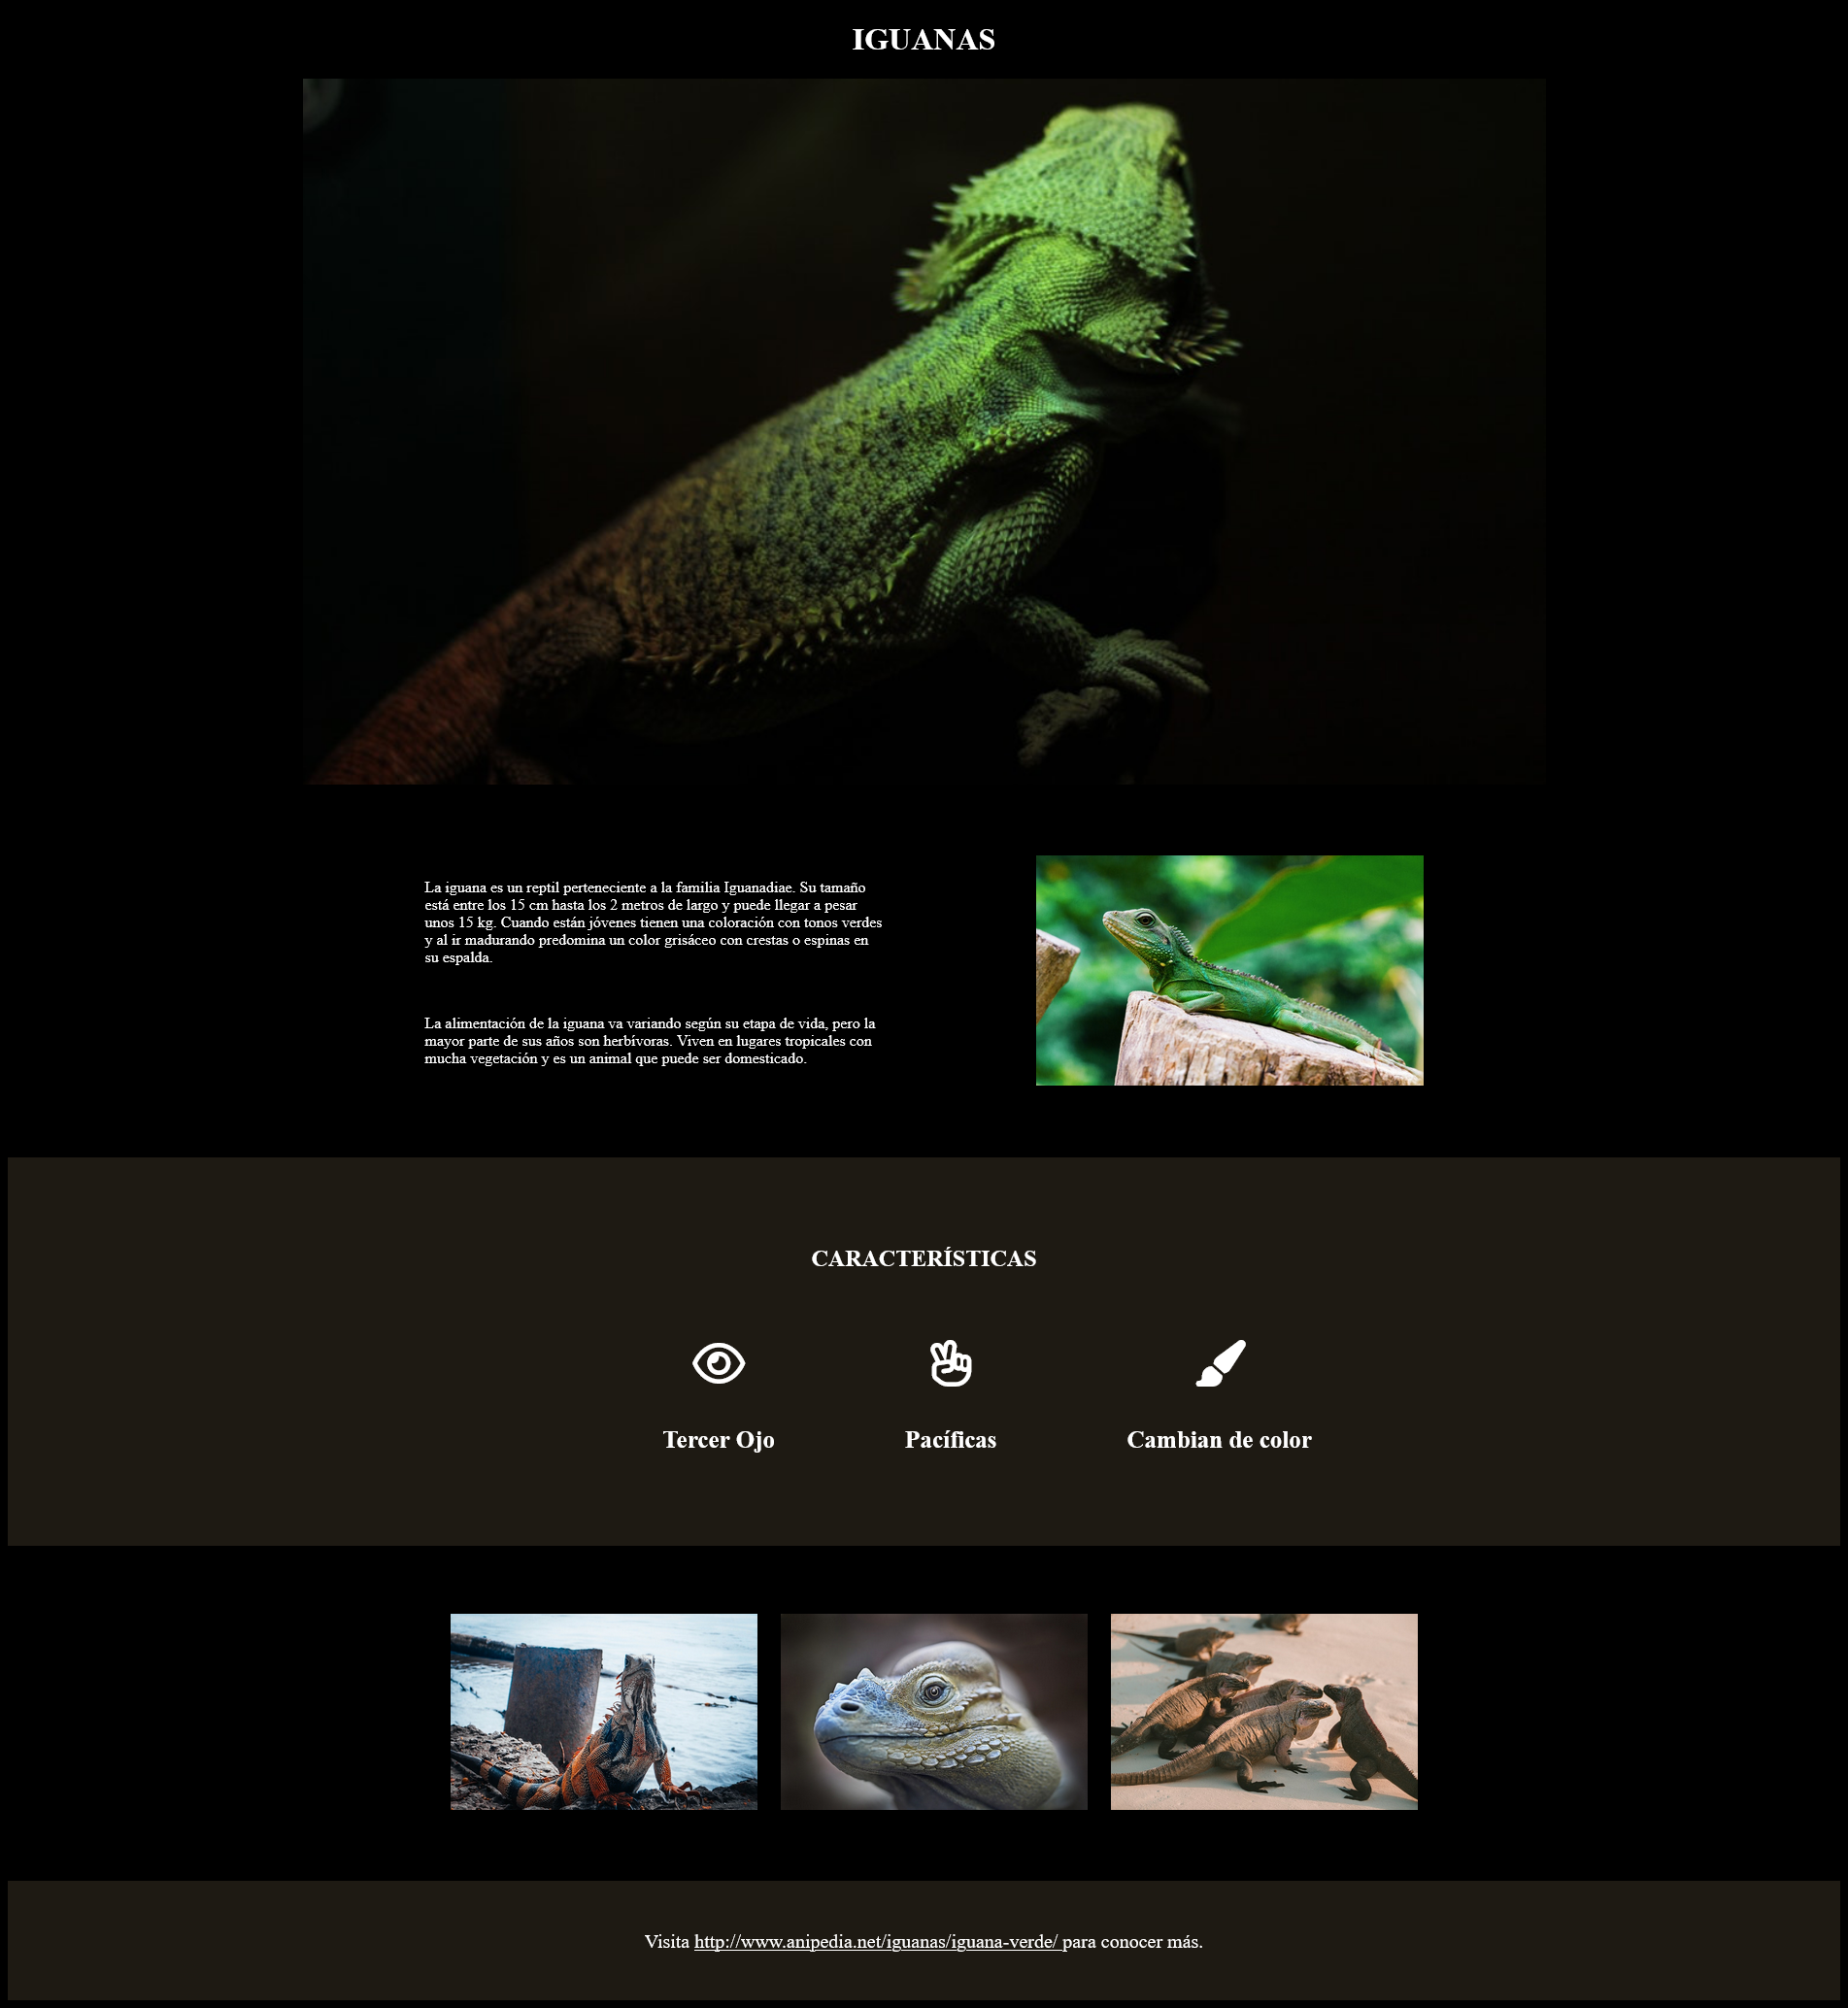 IGUANAS
La iguana es un reptil perteneciente a la familia Iguanadiae. Su tamaño
está entre los 15 cm hasta los 2 metros de largo y puede llegar a pesar
unos 15 kg. Cuando están jóvenes tienen una coloración con tonos verdes
y al ir madurando predomina un color grisáceo con crestas o espinas en
su espalda.
La alimentación de la iguana va variando según su etapa de vida, pero la
mayor parte de sus años son herbívoras. Viven en lugares tropicales con
mucha vegetación y es un animal que puede ser domesticado.
CARACTERÍSTICAS
Tercer Ojo
Pacíficas
Cambian de color
Visita http://www.anipedia.net/iguanas/iguana-verde/ para conocer más.